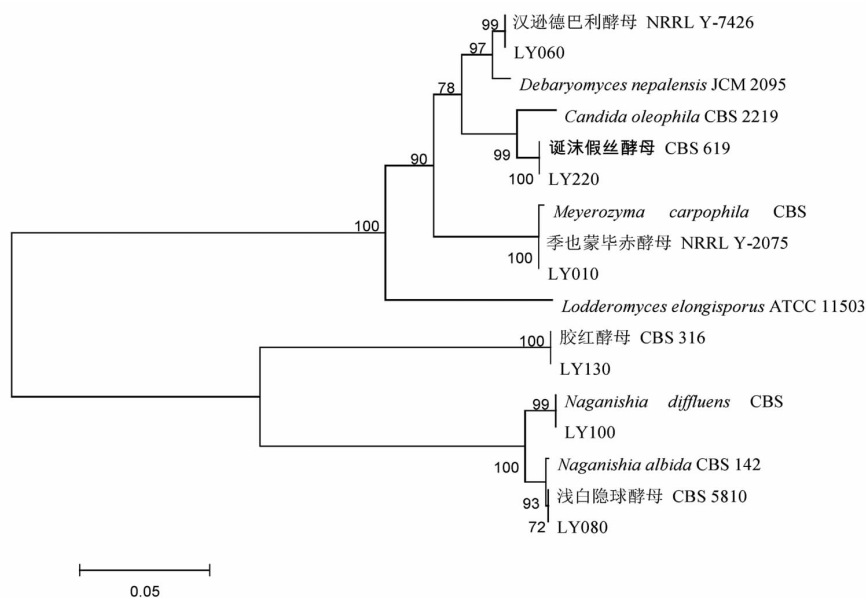 99
汉逊德巴利酵母 NRRL Y-7426
LY060
97
Debaryomyces nepalensis JCM 2095
78
Candida oleophila CBS 2219
99
诞沫假丝酵母 CBS 619
100
LY220
90
Meyerozyma carpophila CBS
季也蒙毕赤酵母 NRRL Y-2075
100
LY010
100
Lodderomyces elongisporus ATCC 11503
100
胶红酵母 CBS 316
LY130
99
Naganishia diffluens CBS
LY100
100
Naganishia albida CBS 142
93
浅白隐球酵母 CBS 5810
72
LY080
0.05